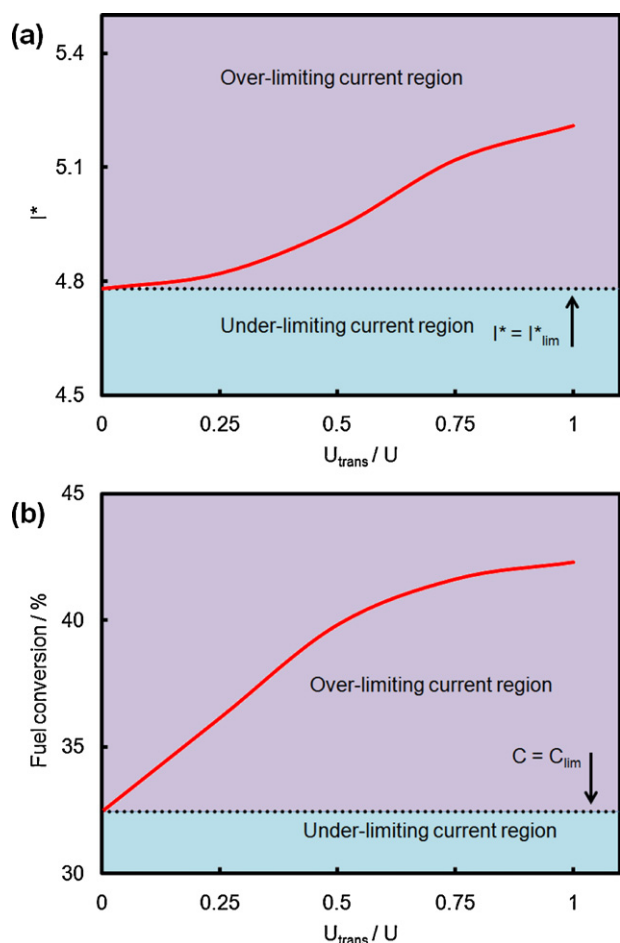 (a)
5.4
Over-limiting current region
5.1
I*
4.8
Under-limiting current region
I* = I*lim
4.5
0 0.25 0.5 0.75 1
Utrans / U
(b)
45
40
Fuel conversion / %
Over-limiting current region
35
C = Clim
Under-limiting current region
30
0 0.25 0.5 0.75 1
Utrans / U